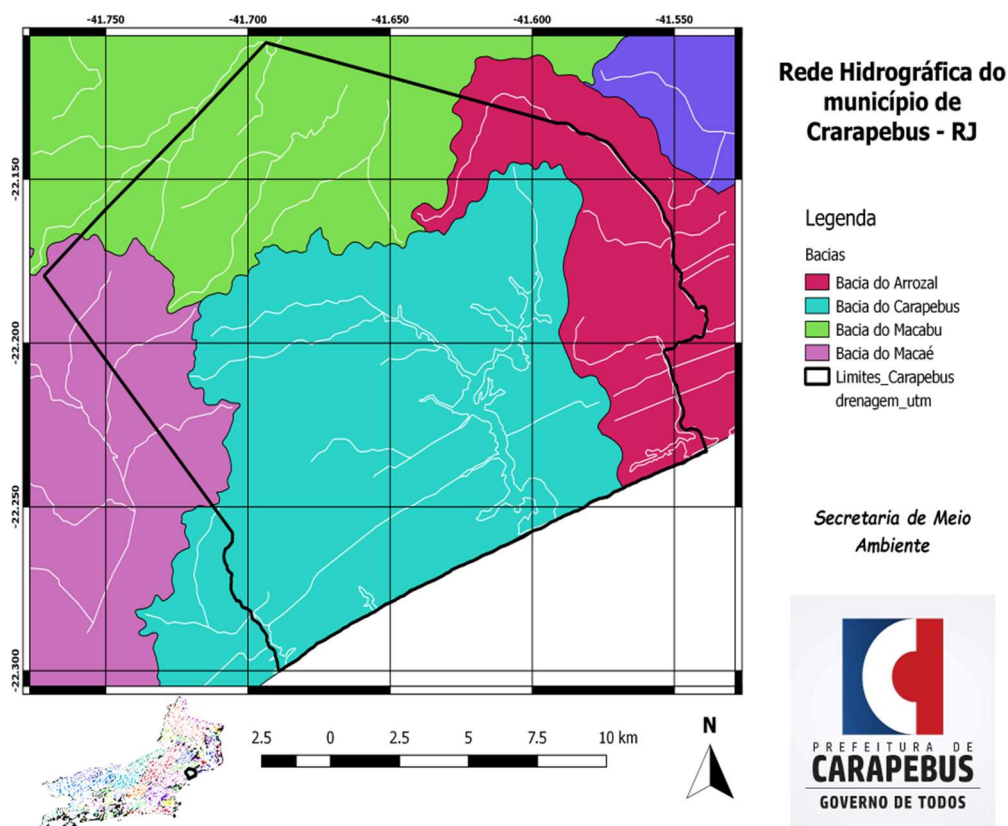 -41.750 -41.700 -41.650 -41.600 -41.550
-22.150
-22.200
-22.250
-22.300
Rede Hidrográfica do
município de
Crarapebus - RJ
Legenda
Bacias
Bacia do Arrozal
Bacia do Carapebus
Bacia do Macabu
Bacia do Macaé
Limites_Carapebus
drenagem_utm
Secretaria de Meio
Ambiente
2.5 0 2.5 5 7.5 10 km
N
PREFEITURA DE
CARAPEBUS
GOVERNO DE TODOS